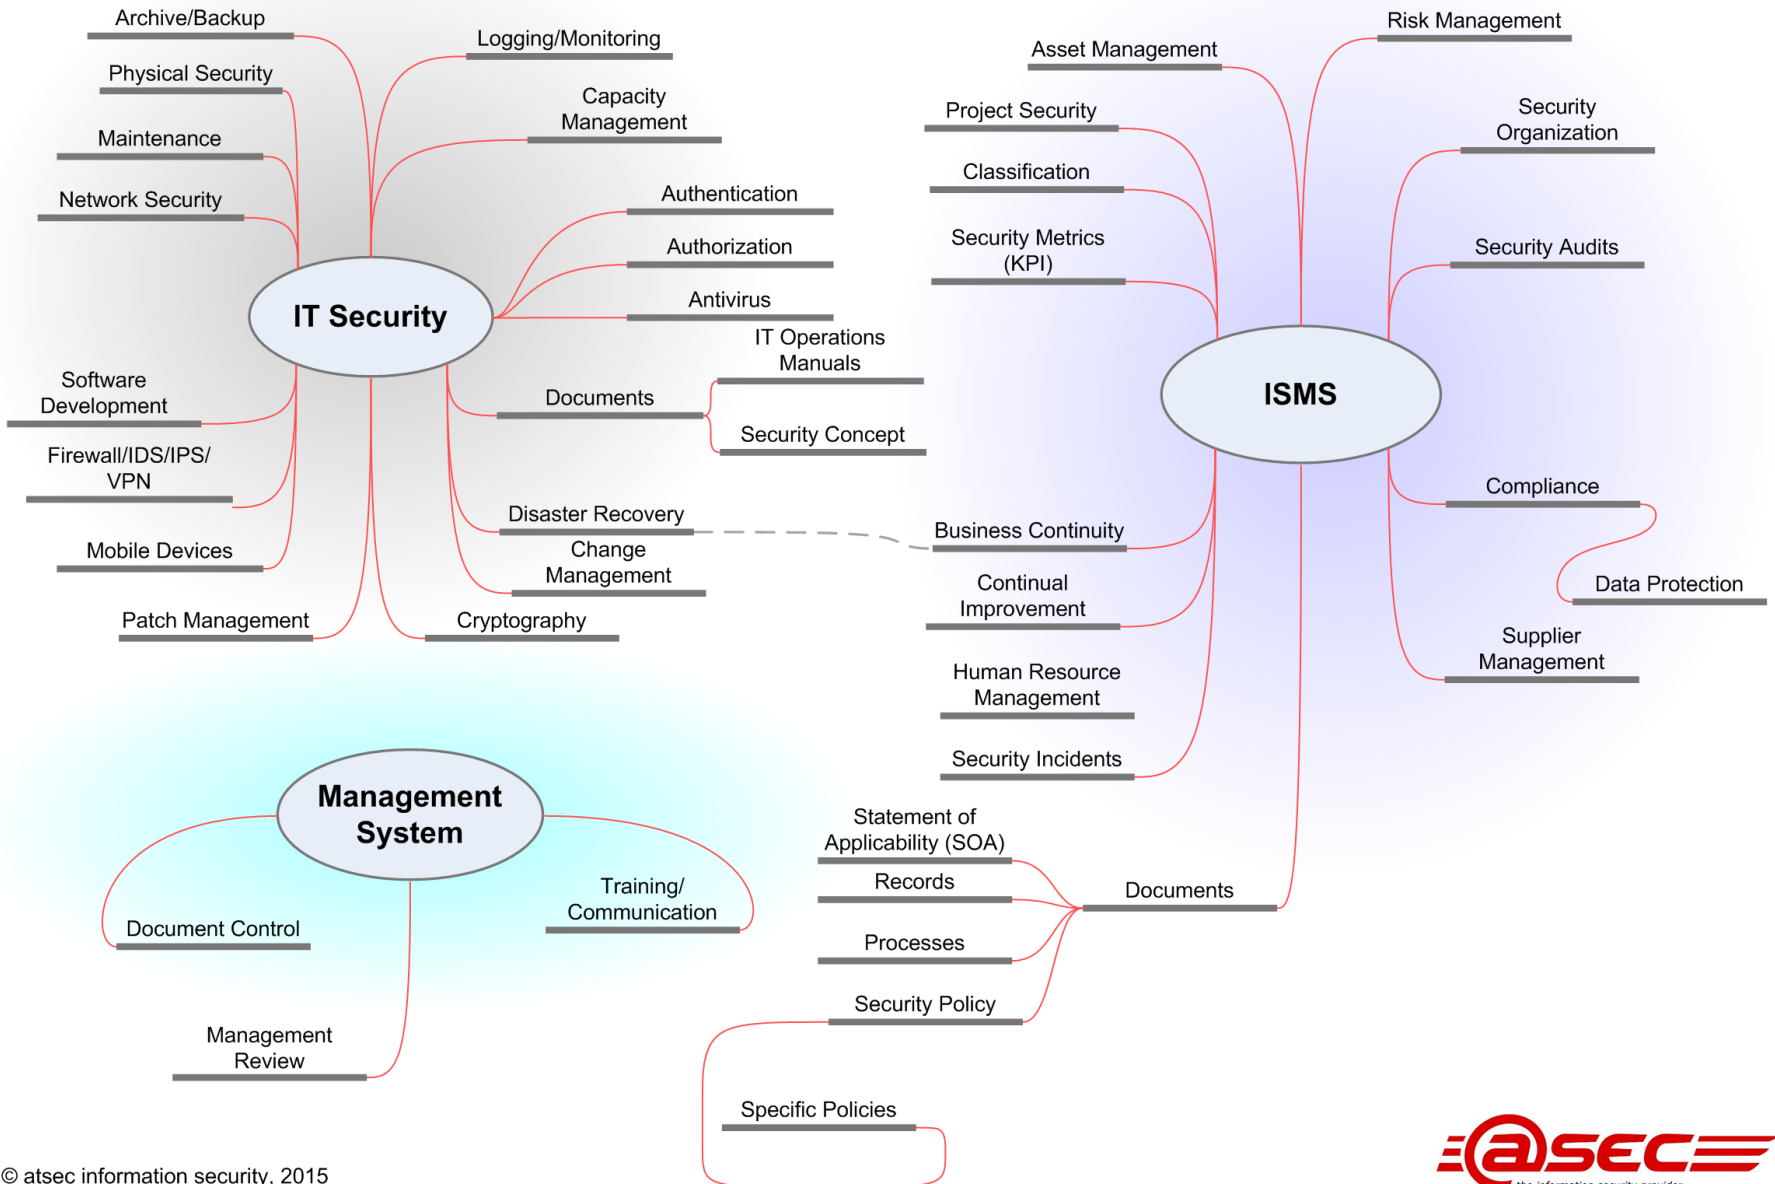 Archive/Backup
Logging/Monitoring
Physical Security
Capacity
Management
Maintenance
Network Security
Authentication
Authorization
Antivirus
IT Security
IT Operations
Manuals
Software
Development
Documents
Security Concept
Firewall/IDS/IPS/
VPN
Disaster Recovery
Mobile Devices
Change
Management
Patch Management
Cryptography
Risk Management
Asset Management
Project Security
Security
Organization
Classification
Security Metrics
(KPI)
Security Audits
ISMS
Compliance
Business Continuity
Continual
Improvement
Data Protection
Supplier
Management
Human Resource
Management
Security Incidents
Statement of
Applicability (SOA)
Records
Documents
Processes
Security Policy
Specific Policies
Management
System
Training/
Communication
Document Control
Management
Review
© atsec information security, 2015
@sec
the information security provider